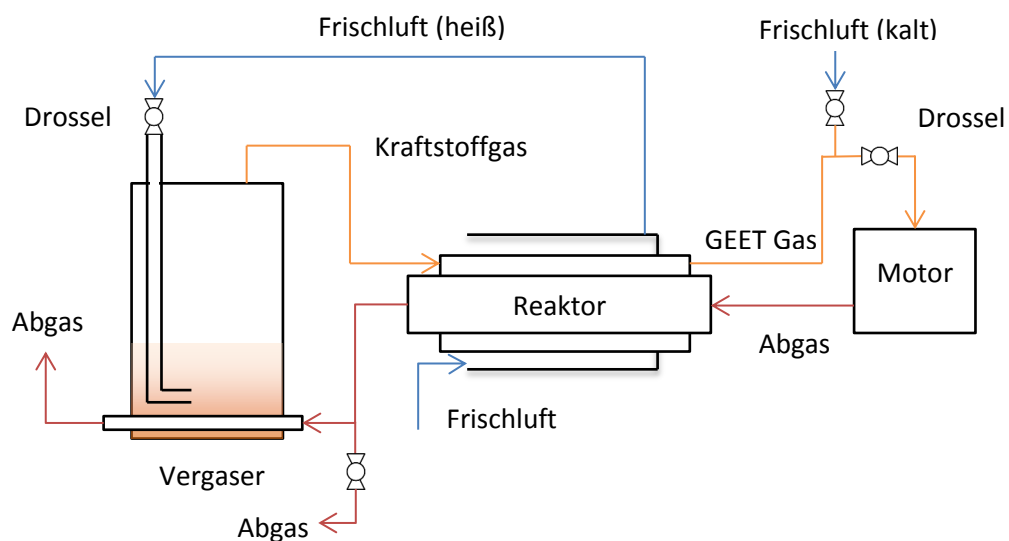 Frischluft (heiß)
Frischluft (kalt)
Drossel
Drossel
Kraftstoffgas
GEET Gas
Motor
Reaktor
Abgas
Abgas
Frischluft
Vergaser
Abgas